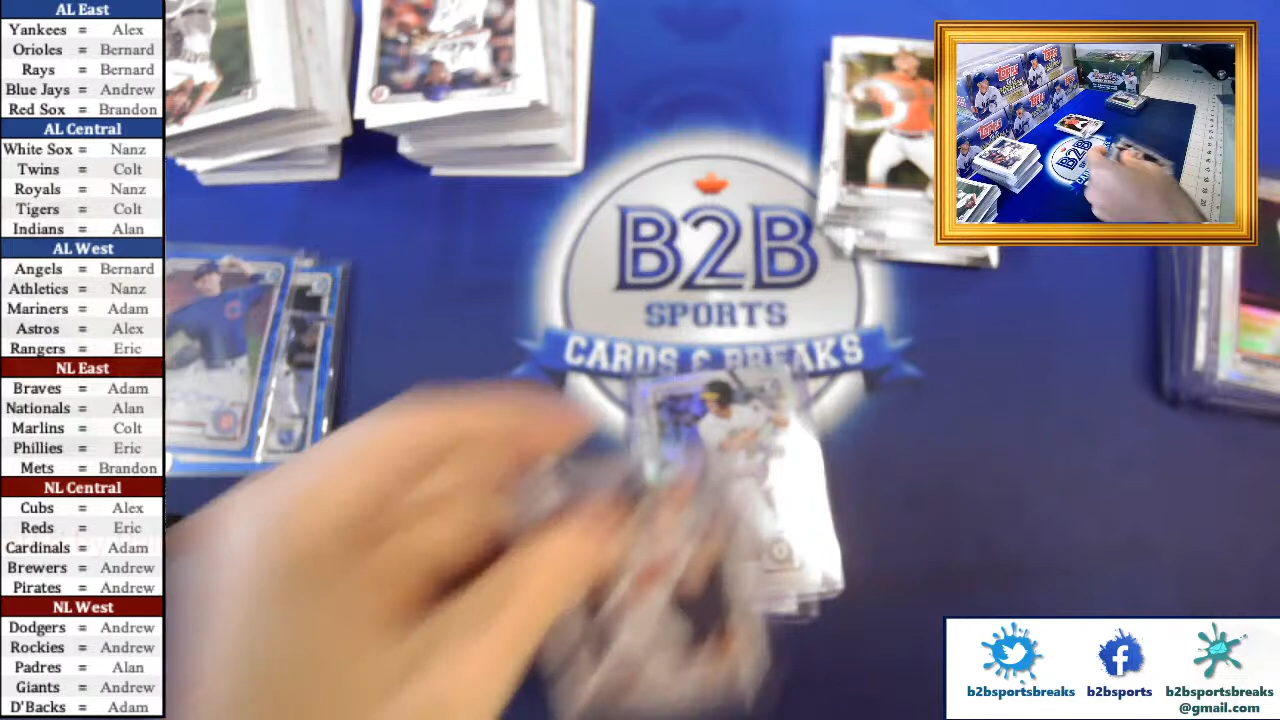 AL East
Yankees = Alex
Orioles = Bernard
Rays = Bernard
Blue Jays = Andrew
Red Sox = Brandon
AL Central
White Sox = Nanz
Twins = Colt
Royals = Nanz
Tigers = Colt
Indians = Alan
AL West
Angels = Bernard
Athletics = Nanz
Mariners = Adam
Astros = Alex
Rangers = Eric
NL East
Braves = Adam
Nationals = Alan
Marlins = Colt
Phillies = Eric
Mets = Brandon
NL Central
Cubs = Alex
Reds = Eric
Cardinals = Adam
Brewers = Andrew
Pirates = Andrew
NL West
Dodgers = Andrew
Rockies = Andrew
Padres = Alan
Giants = Andrew
D'Backs = Adam
B2B
SPORTS
CARDS & BREAKS
TOPPS
B2B
b2bsportsbreaks
b2bsports
b2bsportsbreaks
@gmail.com